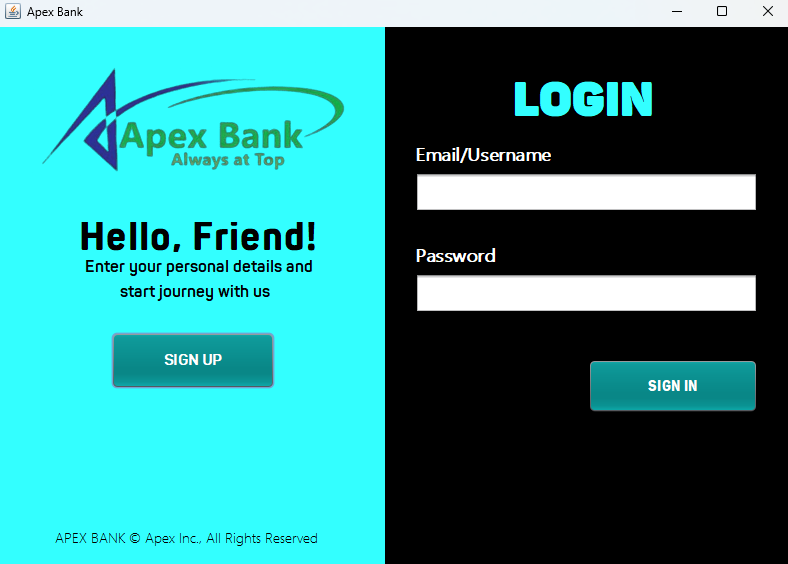 Apex Bank
Apex Bank
Always at Top
Hello, Friend!
Enter your personal details and
start journey with us
SIGN UP
APEX BANK © Apex Inc., All Rights Reserved
LOGIN
Email/Username
Password
SIGN IN